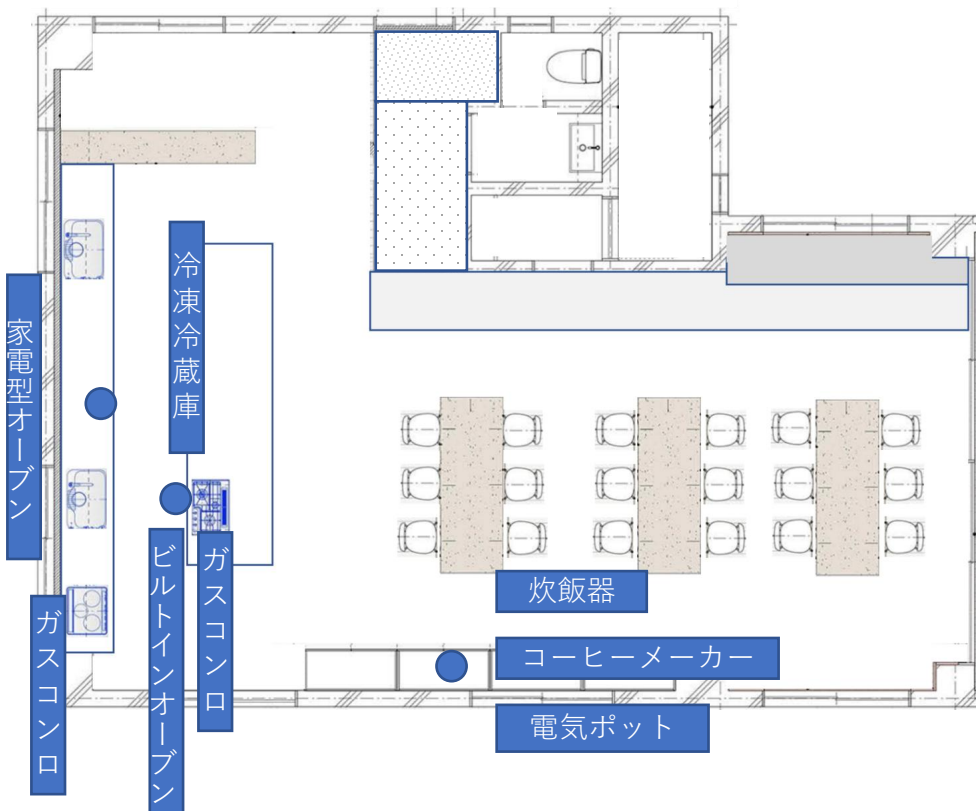 冷凍冷蔵庫
家電型オーブン
ビルトインオーブン
ガスコンロ
ガスコンロ
炊飯器
コーヒーメーカー
電気ポット